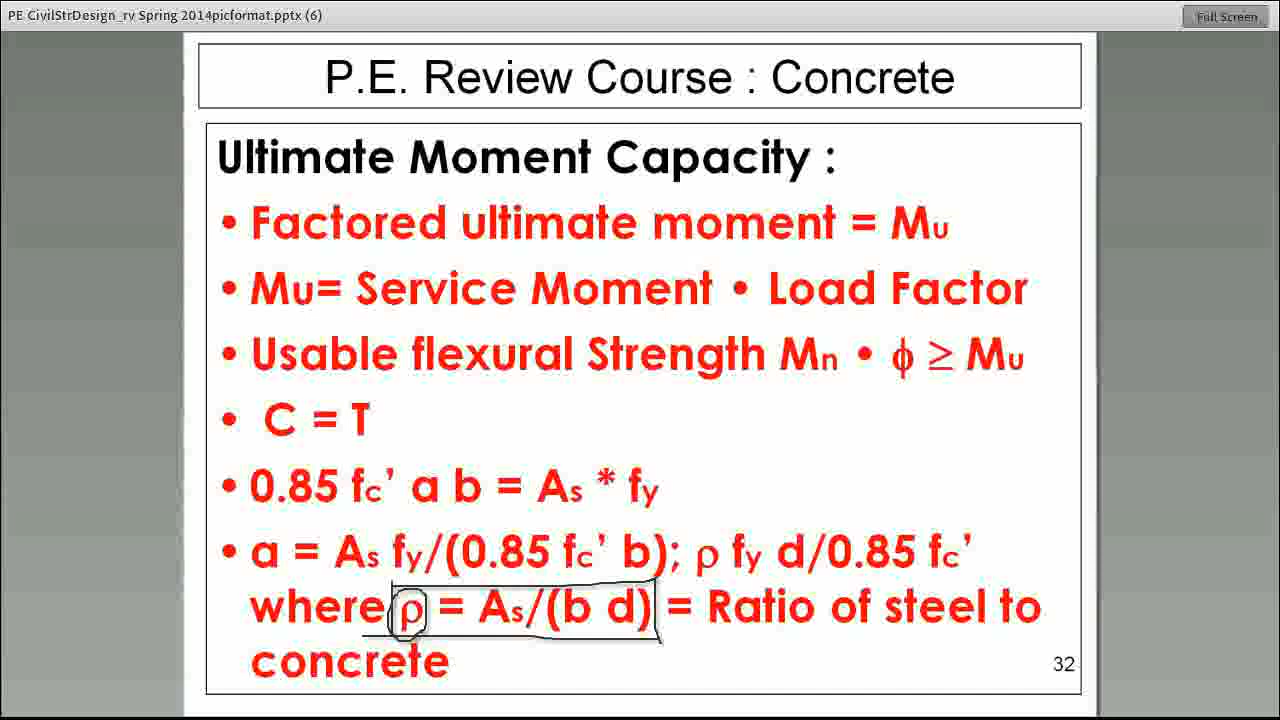 PE CivilStrDesign_rv Spring 2014picformat.pptx (6)
Full Screen
P.E. Review Course : Concrete
Ultimate Moment Capacity :
• Factored ultimate moment = Mu
• Mu= Service Moment • Load Factor
• Usable flexural Strength Mn • ϕ ≥ Mu
• C = T
• 0.85 fc’ a b = As * fy
• a = As fy/(0.85 fc’ b); ρ fy d/0.85 fc’
where ρ = As/(b d) = Ratio of steel to
concrete
32